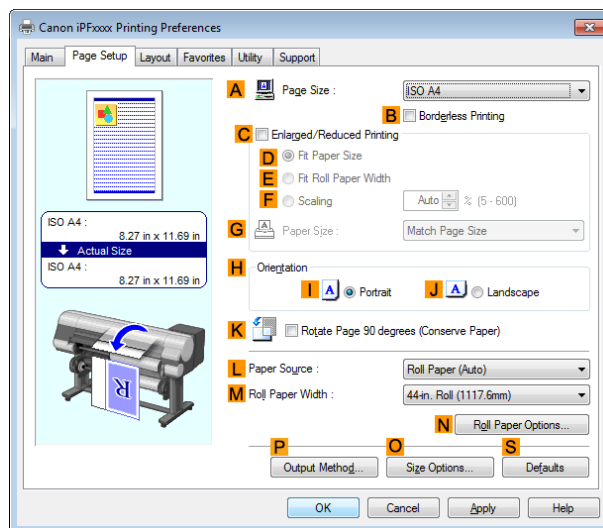 Canon iPFxxxx Printing Preferences
Main Page Setup Layout Favorites Utility Support
A Page Size : ISO A4
B Borderless Printing
C Enlarged/Reduced Printing
D Fit Paper Size
E Fit Roll Paper Width
F Scaling Auto % (5 - 600)
G A Paper Size : Match Page Size
ISO A4 :
8.27 in x 11.69 in
Actual Size
ISO A4 :
8.27 in x 11.69 in
H Orientation
I A Portrait J A Landscape
K Rotate Page 90 degrees (Conserve Paper)
R
L Paper Source : Roll Paper (Auto)
M Roll Paper Width : 44-in. Roll (1117.6mm)
N Roll Paper Options...
P O S
Output Method... Size Options... Defaults
OK Cancel Apply Help